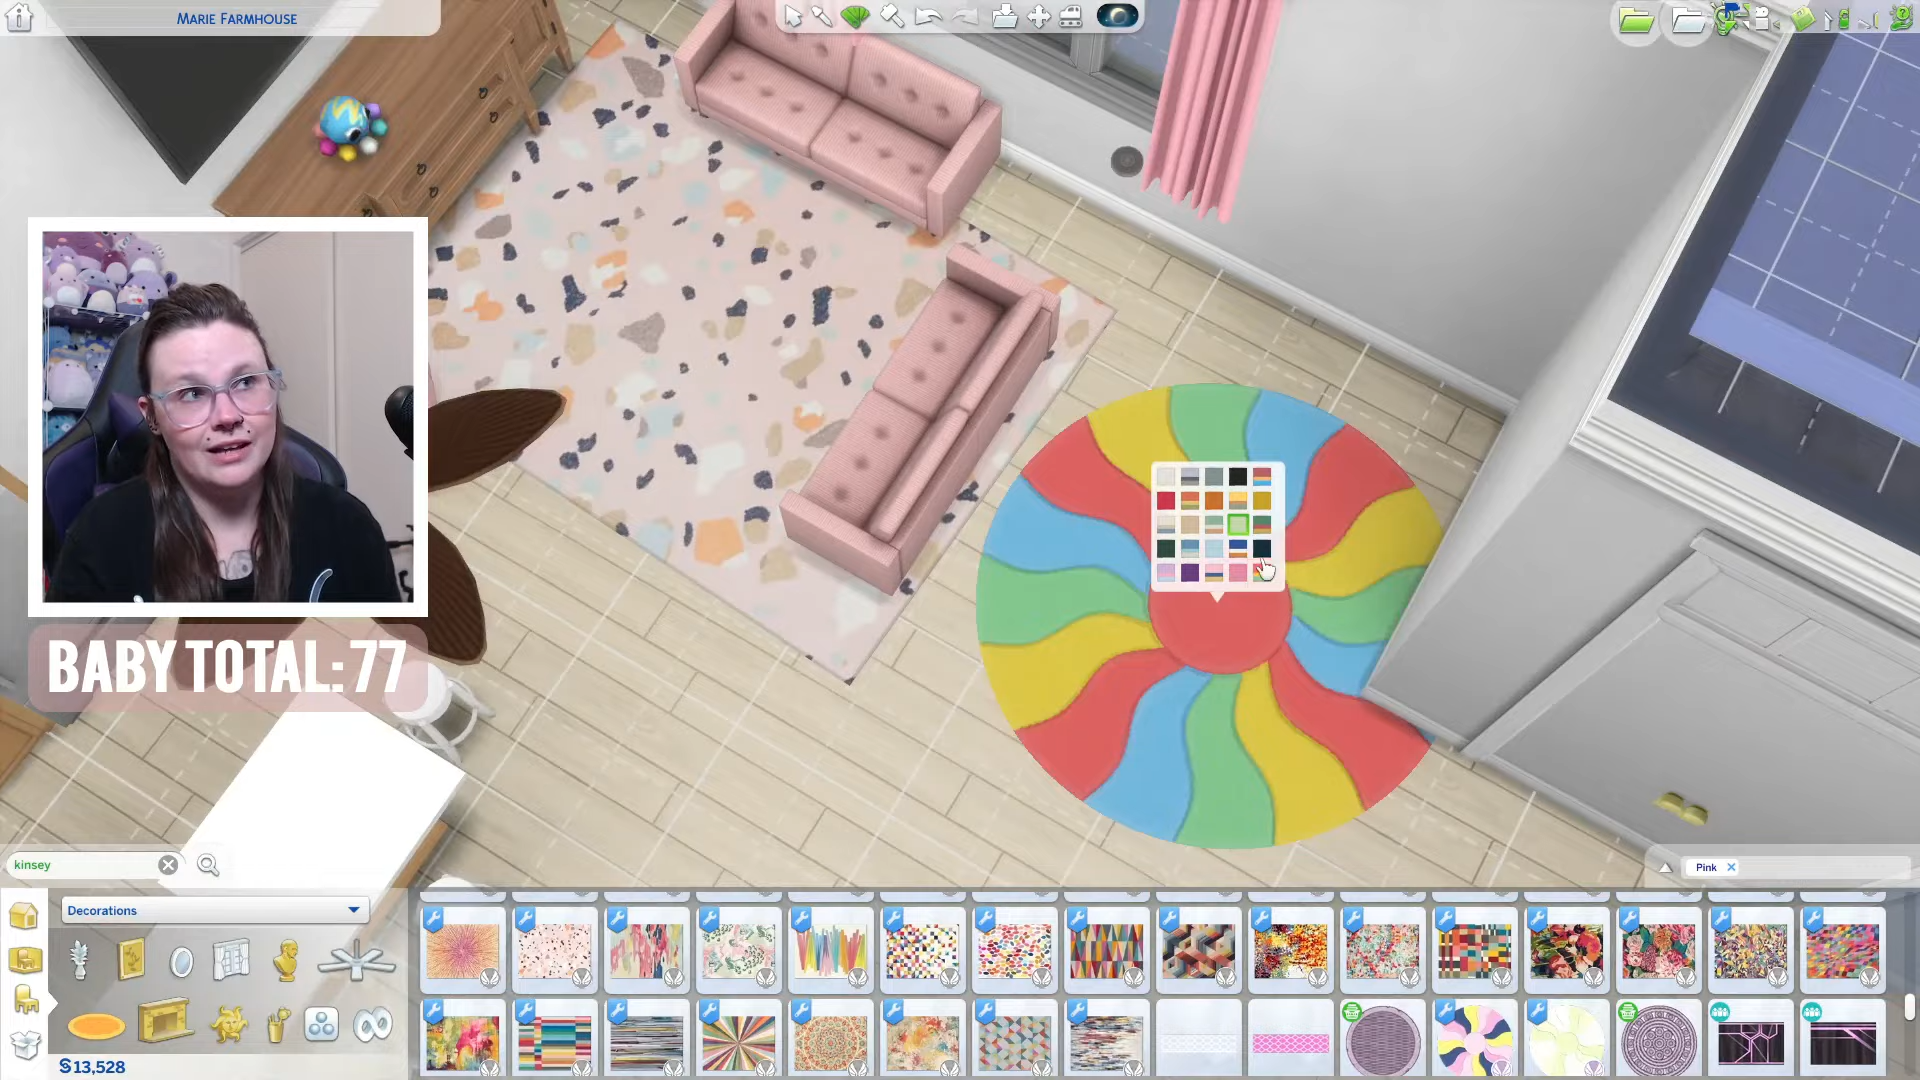 MARIE FARMHOUSE
BABY TOTAL: 77
kinsey
Pink
Decorations
§13,528